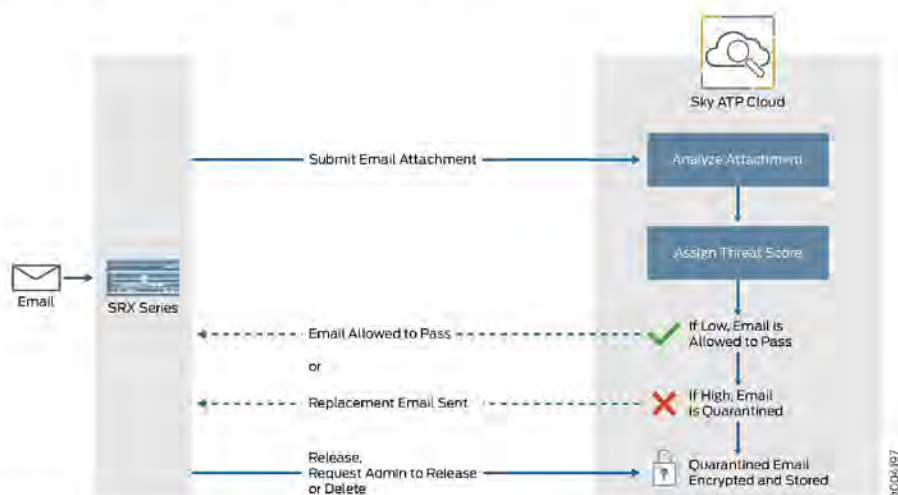 Sky ATP Cloud
Submit Email Attachment
Analyze Attachment
Assign Threat Score
Email
SRX Series
Email Allowed to Pass
If Low, Email is
Allowed to Pass
or
Replacement Email Sent
If High, Email
is Quarantined
Release,
Request Admin to Release
or Delete
Quarantined Email
Encrypted and Stored